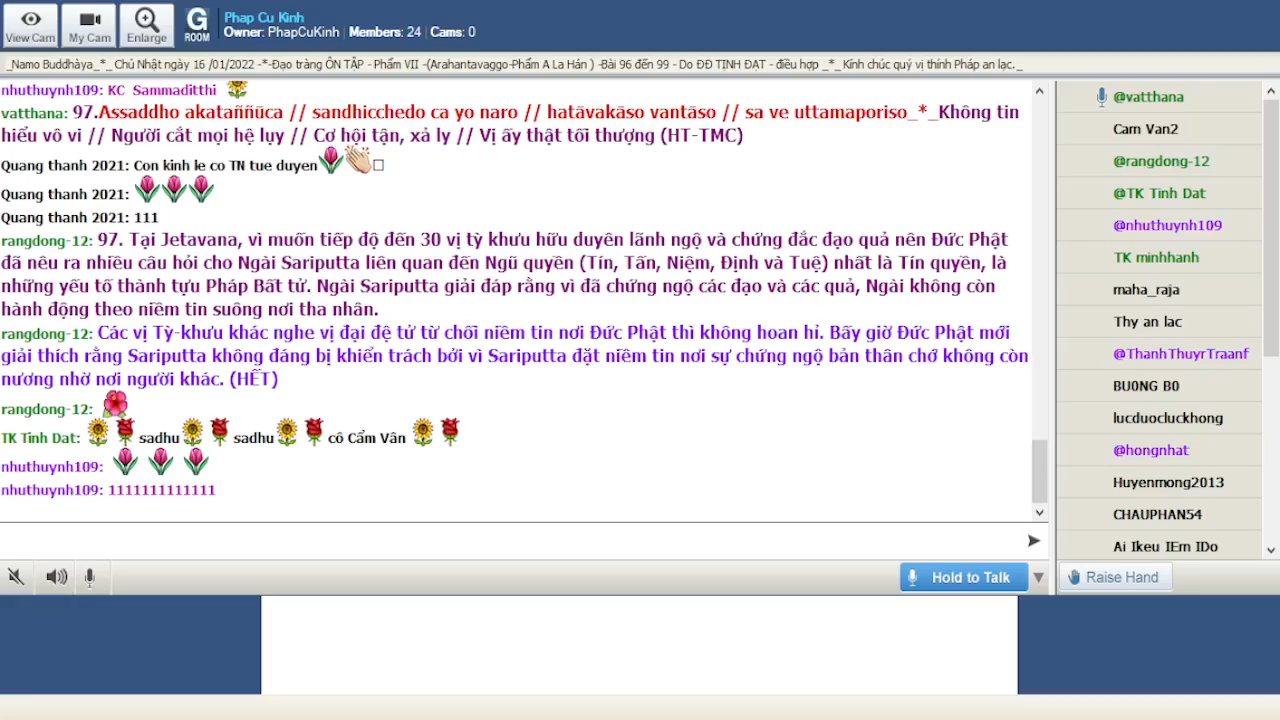 View Cam
My Cam
Enlarge
G
ROOM
Phap Cu Kinh
Owner: PhapCuKinh | Members: 24 | Cams: 0
_Namo Buddhàya_*_ Chủ Nhật ngày 16 /01/2022 -*-Đạo tràng ÔN TẬP - Phẩm VII -(Arahantavaggo-Phẩm A La Hán ) -Bài 96 đến 99 - Do ĐĐ TỊNH ĐẠT - điều hợp _*_ Kính chúc quý vị thính Pháp an lạc._
nhuthuynh109: KC Sammaditthi
vatthana: 97.Assaddho akataññūca // sandhicchedo ca yo naro // hatāvakāso vantāso // sa ve uttamaporiso_*_Không tin
hiểu vô vi // Người cắt mọi hệ lụy // Cơ hội tận, xả ly // Vị ấy thật tối thượng (HT-TMC)
Quang thanh 2021: Con kinh le co TN tue duyen
Quang thanh 2021:
Quang thanh 2021: 111
rangdong-12: 97. Tại Jetavana, vì muốn tiếp độ đến 30 vị tỳ khưu hữu duyên lãnh ngộ và chứng đắc đạo quả nên Đức Phật
đã nêu ra nhiều câu hỏi cho Ngài Sariputta liên quan đến Ngũ quyền (Tín, Tấn, Niệm, Định và Tuệ) nhất là Tín quyền, là
những yếu tố thành tựu Pháp Bất tử. Ngài Sariputta giải đáp rằng vì đã chứng ngộ các đạo và các quả, Ngài không còn
hành động theo niềm tin suông nơi tha nhân.
rangdong-12: Các vị Tỳ-khưu khác nghe vị đại đệ tử từ chối niềm tin nơi Đức Phật thì không hoan hỉ. Bấy giờ Đức Phật mới
giải thích rằng Sariputta không đáng bị khiển trách bởi vì Sariputta đặt niềm tin nơi sự chứng ngộ bản thân chớ không còn
nương nhờ nơi người khác. (HẾT)
rangdong-12:
TK Tinh Dat: sadhu sadhu cô Cẩm Vân
nhuthuynh109:
nhuthuynh109: 1111111111111
Hold to Talk
@vatthana
Cam Van2
@rangdong-12
@TK Tinh Dat
@nhuthuynh109
TK minhhanh
maha_raja
Thy an lac
@ThanhThuyrTraanf
BU0NG B0
lucduocluckhong
@hongnhat
Huyenmong2013
CHAUPHAN54
Ai Ikeu IEm IDo
Raise Hand